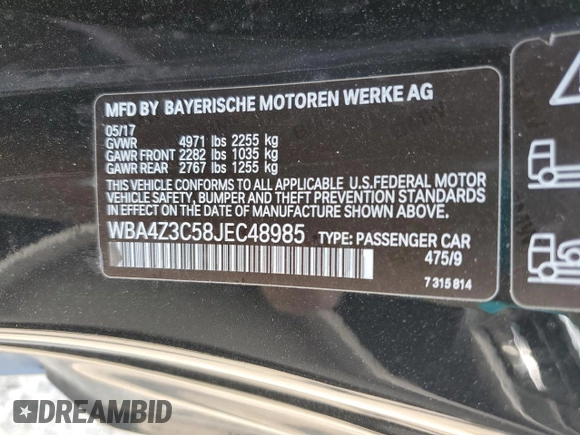 MFD BY BAYERISCHE MOTOREN WERKE AG
05/17
GVWR 4971 lbs 2255 kg
GAWR FRONT 2282 lbs 1035 kg
GAWR REAR 2767 lbs 1255 kg
THIS VEHICLE CONFORMS TO ALL APPLICABLE U.S.FEDERAL MOTOR
VEHICLE SAFETY, BUMPER, AND THEFT PREVENTION STANDARDS
IN EFFECT ON THE DATE OF MANUFACTURE SHOWN ABOVE.
WBA4Z3C58JEC48985 TYPE: PASSENGER CAR
475/9
7 315 814
DREAMBID